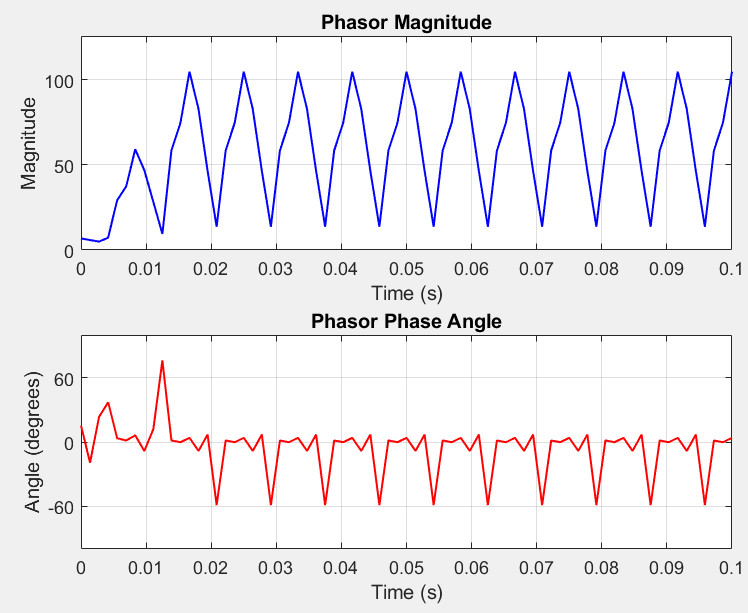 Phasor Magnitude
100
50
0
Magnitude
0 0.01 0.02 0.03 0.04 0.05 0.06 0.07 0.08 0.09 0.1
Time (s)
Phasor Phase Angle
60
0
-60
Angle (degrees)
0 0.01 0.02 0.03 0.04 0.05 0.06 0.07 0.08 0.09 0.1
Time (s)